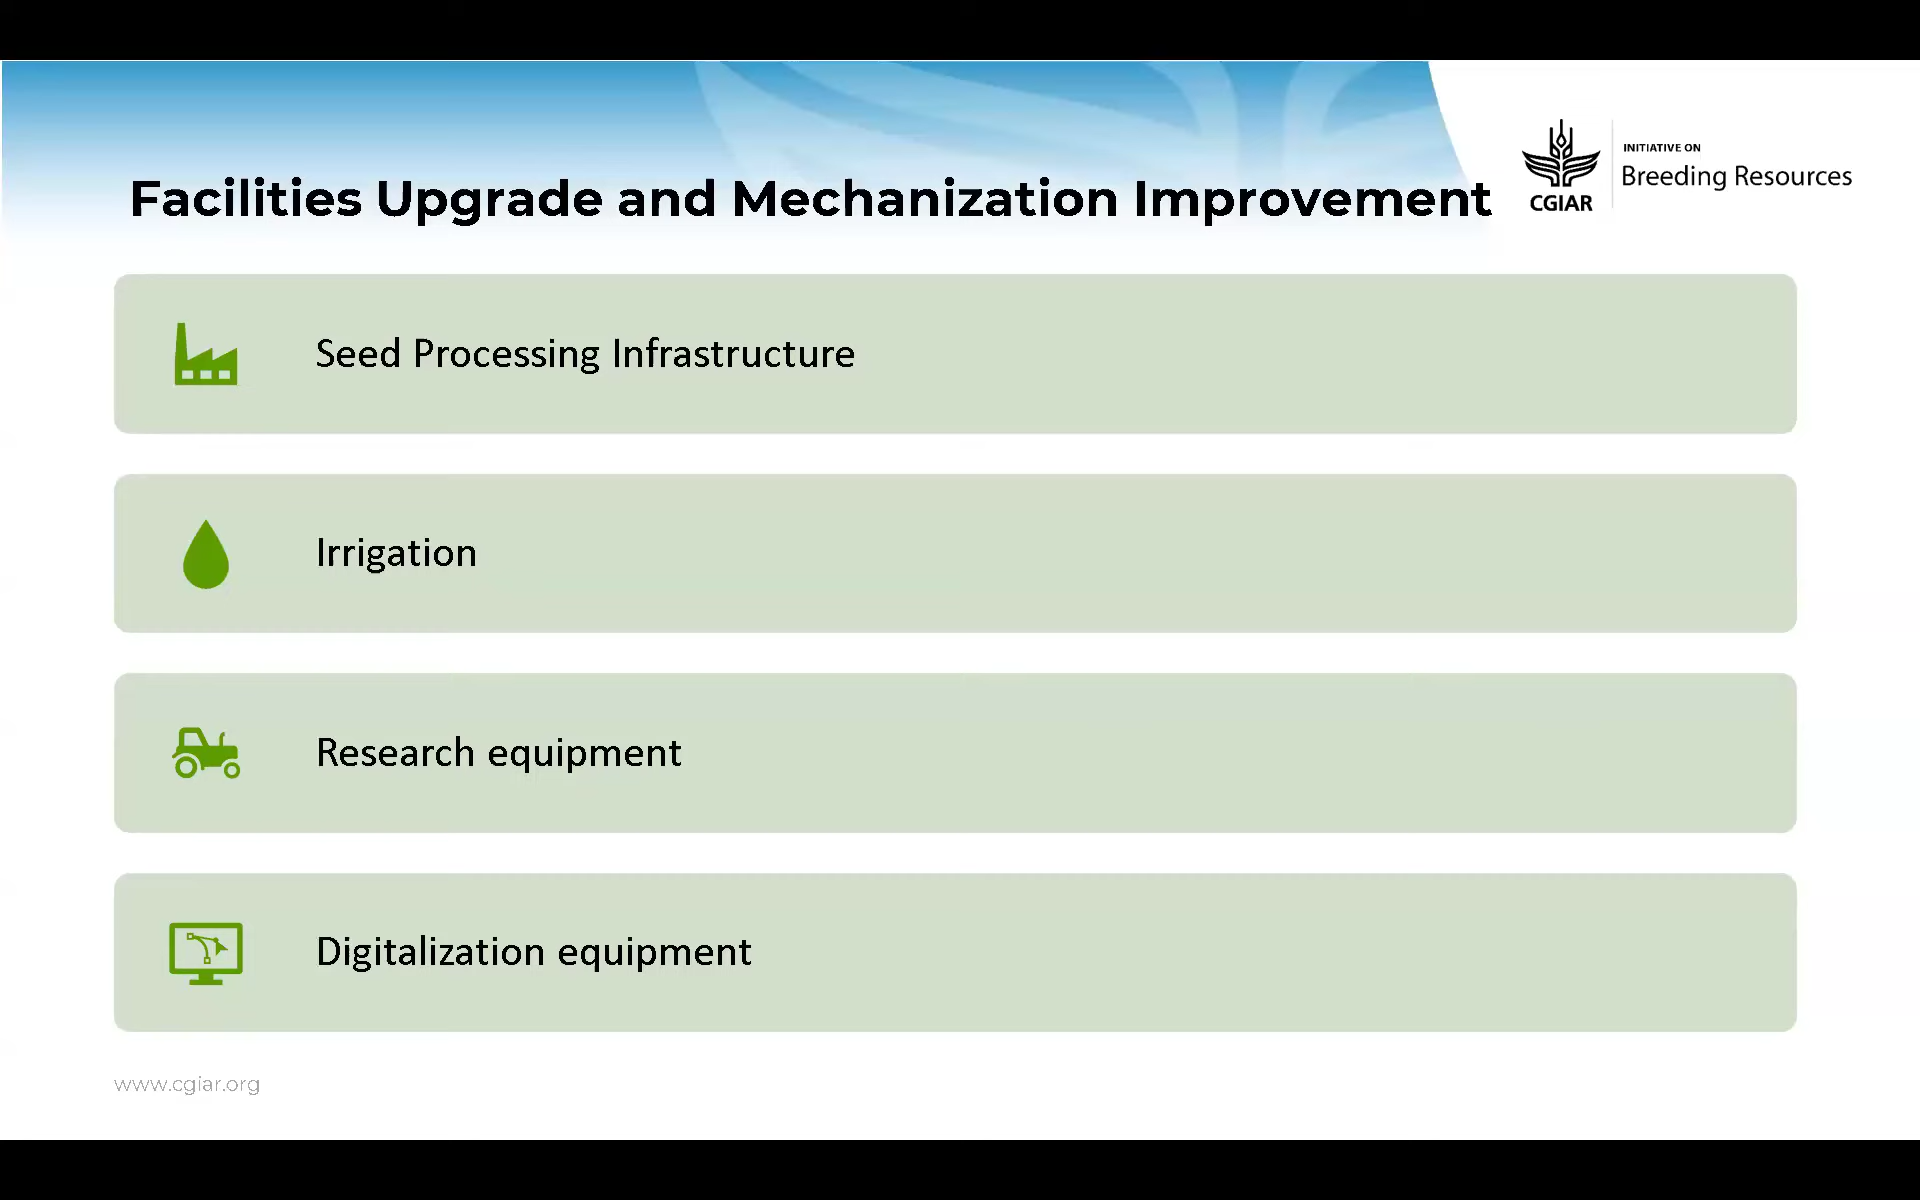 Facilities Upgrade and Mechanization Improvement
INITIATIVE ON
Breeding Resources
CGIAR
Seed Processing Infrastructure
Irrigation
Research equipment
Digitalization equipment
www.cgiar.org